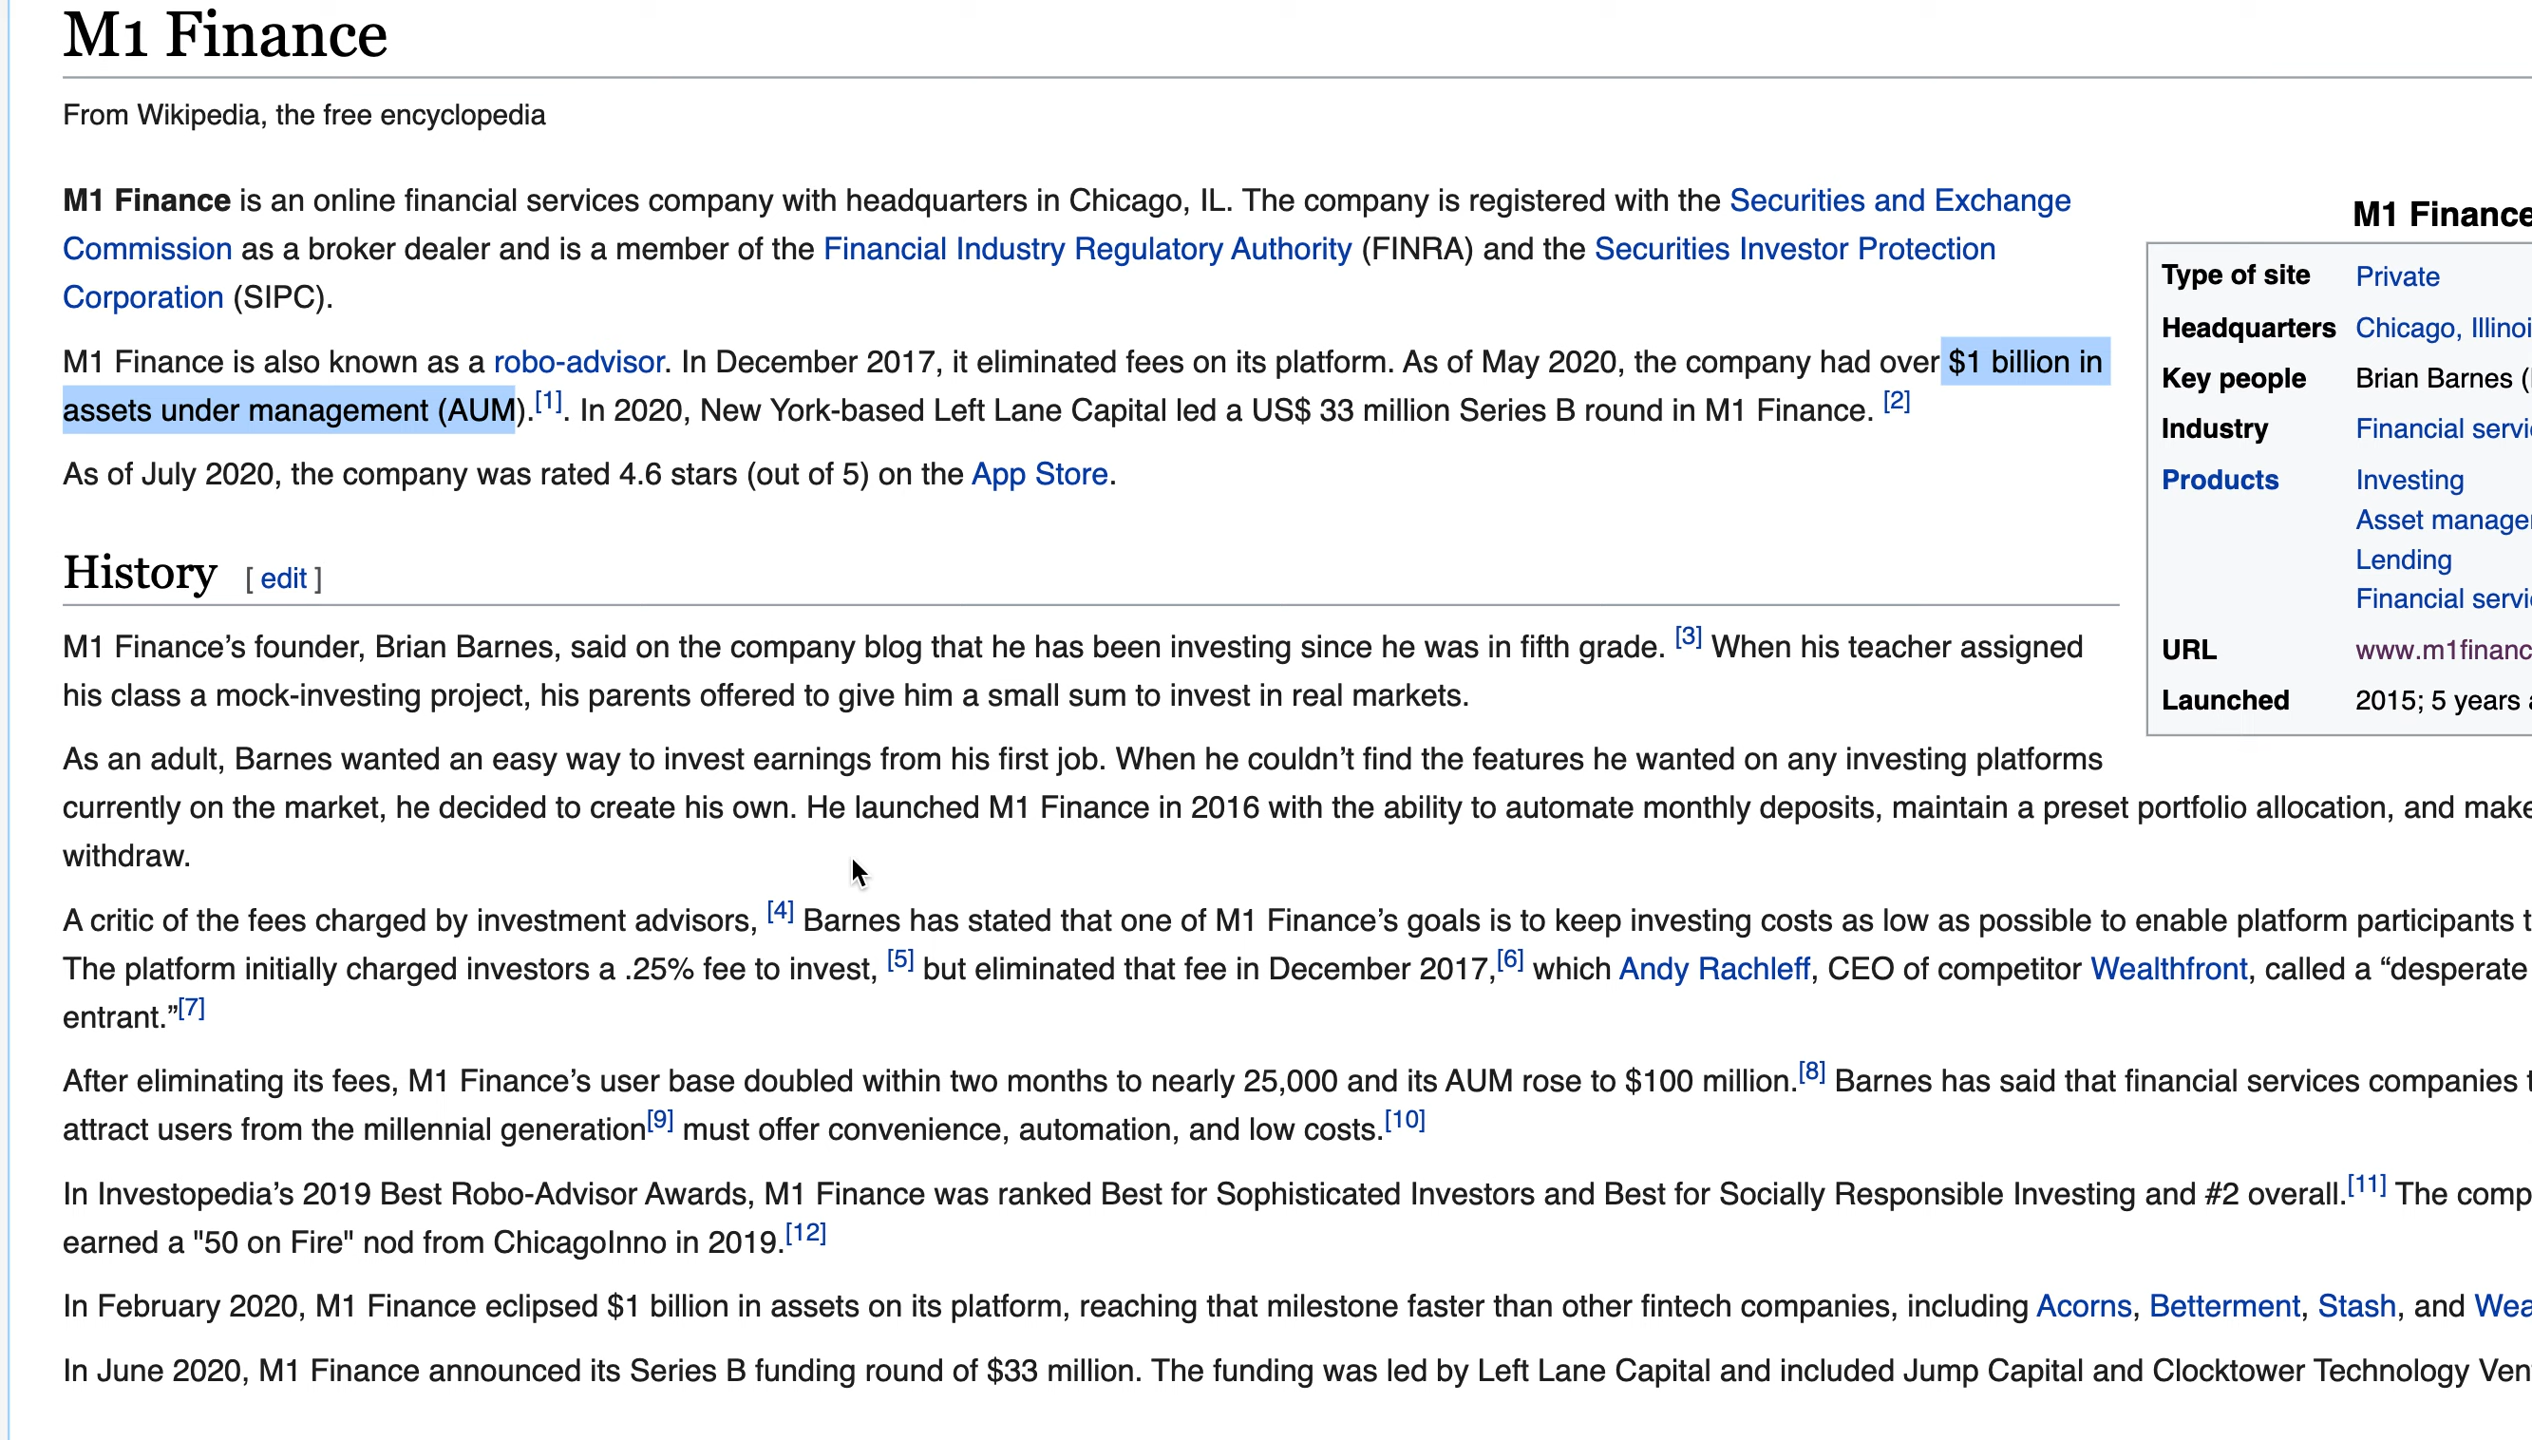 M1 Finance
From Wikipedia, the free encyclopedia
M1 Finance is an online financial services company with headquarters in Chicago, IL. The company is registered with the Securities and Exchange
Commission as a broker dealer and is a member of the Financial Industry Regulatory Authority (FINRA) and the Securities Investor Protection
Corporation (SIPC).
M1 Finance is also known as a robo-advisor. In December 2017, it eliminated fees on its platform. As of May 2020, the company had over $1 billion in
assets under management (AUM).[1]. In 2020, New York-based Left Lane Capital led a US$ 33 million Series B round in M1 Finance. [2]
As of July 2020, the company was rated 4.6 stars (out of 5) on the App Store.
M1 Finance
Type of site Private
Headquarters Chicago, Illinoi
Key people Brian Barnes (
Industry Financial servi
Products Investing
Asset manage
Lending
Financial servi
URL www.m1financ
Launched 2015; 5 years
History [ edit ]
M1 Finance’s founder, Brian Barnes, said on the company blog that he has been investing since he was in fifth grade. [3] When his teacher assigned
his class a mock-investing project, his parents offered to give him a small sum to invest in real markets.
As an adult, Barnes wanted an easy way to invest earnings from his first job. When he couldn’t find the features he wanted on any investing platforms
currently on the market, he decided to create his own. He launched M1 Finance in 2016 with the ability to automate monthly deposits, maintain a preset portfolio allocation, and make
withdraw.
A critic of the fees charged by investment advisors, [4] Barnes has stated that one of M1 Finance’s goals is to keep investing costs as low as possible to enable platform participants t
The platform initially charged investors a .25% fee to invest, [5] but eliminated that fee in December 2017,[6] which Andy Rachleff, CEO of competitor Wealthfront, called a “desperate
entrant.”[7]
After eliminating its fees, M1 Finance’s user base doubled within two months to nearly 25,000 and its AUM rose to $100 million.[8] Barnes has said that financial services companies t
attract users from the millennial generation[9] must offer convenience, automation, and low costs.[10]
In Investopedia’s 2019 Best Robo-Advisor Awards, M1 Finance was ranked Best for Sophisticated Investors and Best for Socially Responsible Investing and #2 overall.[11] The comp
earned a "50 on Fire" nod from ChicagoInno in 2019.[12]
In February 2020, M1 Finance eclipsed $1 billion in assets on its platform, reaching that milestone faster than other fintech companies, including Acorns, Betterment, Stash, and Wea
In June 2020, M1 Finance announced its Series B funding round of $33 million. The funding was led by Left Lane Capital and included Jump Capital and Clocktower Technology Ven